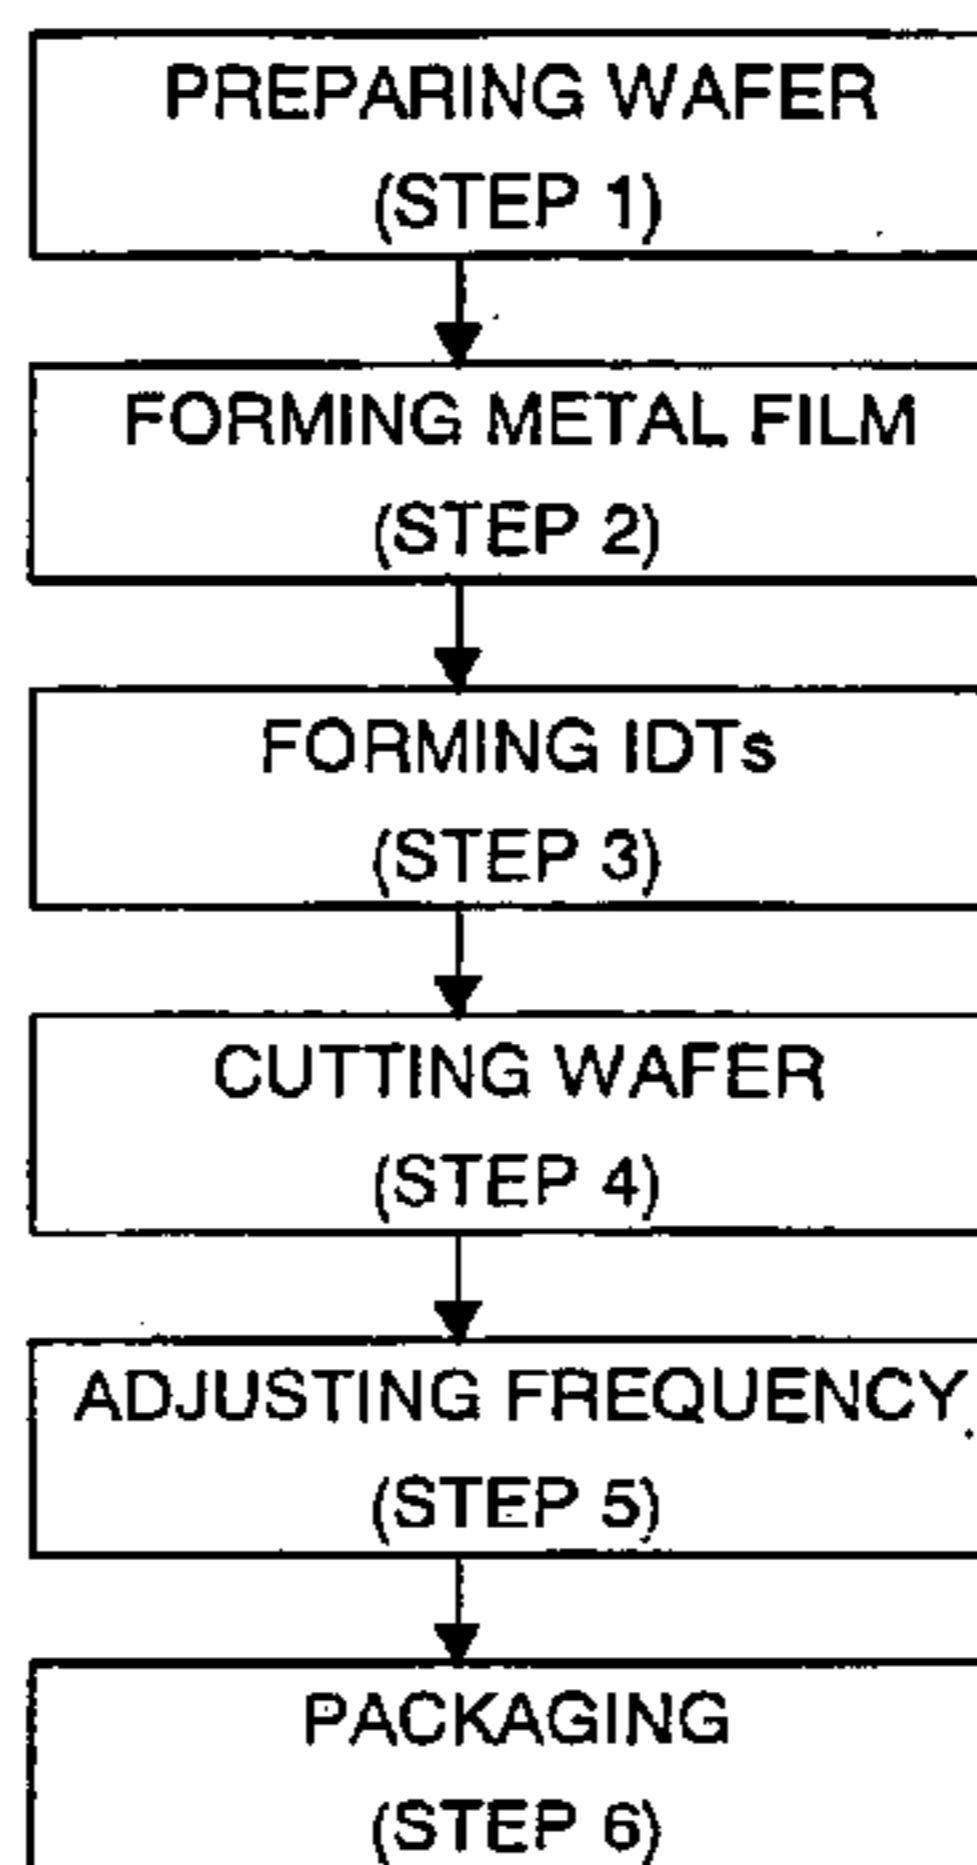 PREPARING WAFER
(STEP 1)
FORMING METAL FILM
(STEP 2)
FORMING IDTs
(STEP 3)
CUTTING WAFER
(STEP 4)
ADJUSTING FREQUENCY
(STEP 5)
PACKAGING
(STEP 6)